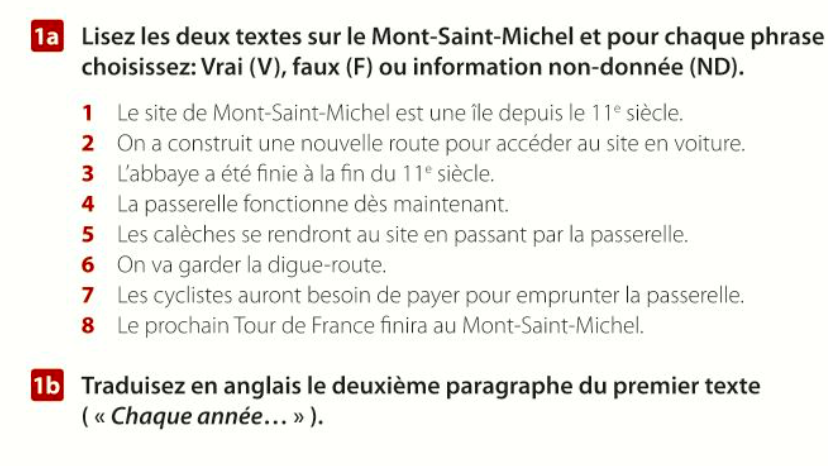 1a Lisez les deux textes sur le Mont-Saint-Michel et pour chaque phrase
choisissez: Vrai (V), faux (F) ou information non-donnée (ND).
1 Le site de Mont-Saint-Michel est une île depuis le 11e siècle.
2 On a construit une nouvelle route pour accéder au site en voiture.
3 L'abbaye a été finie à la fin du 11e siècle.
4 La passerelle fonctionne dès maintenant.
5 Les calèches se rendront au site en passant par la passerelle.
6 On va garder la digue-route.
7 Les cyclistes auront besoin de payer pour emprunter la passerelle.
8 Le prochain Tour de France finira au Mont-Saint-Michel.
1b Traduisez en anglais le deuxième paragraphe du premier texte
( « Chaque année… » ).